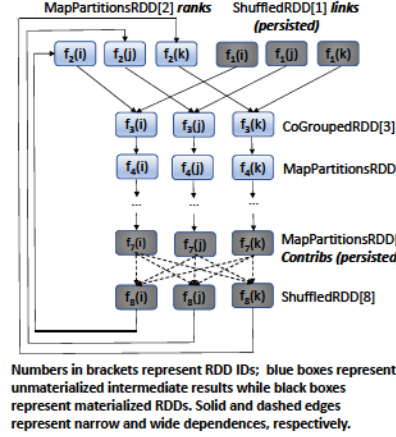 MapPartitionsRDD[2] ranks ShuffledRDD[1] links
(persisted)
f2(i) f2(j) f2(k) f1(i) f1(j) f1(k)
f3(i) f3(j) f3(k) CoGroupedRDD[3]
f4(i) f4(j) f4(k) MapPartitionsRDD
... ... ...
f7(i) f7(j) f7(k) MapPartitionsRDD[
Contribs (persisted
f8(i) f8(j) f8(k) ShuffledRDD[8]
Numbers in brackets represent RDD IDs; blue boxes represent
unmaterialized intermediate results while black boxes
represent materialized RDDs. Solid and dashed edges
represent narrow and wide dependences, respectively.